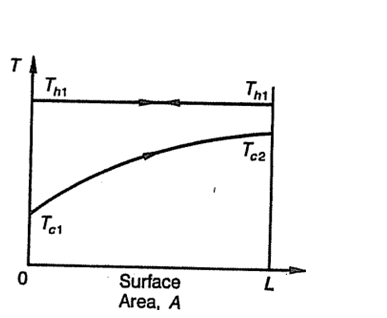 T
Th1
Th1
Tc2
Tc1
0
Surface
Area, A
L